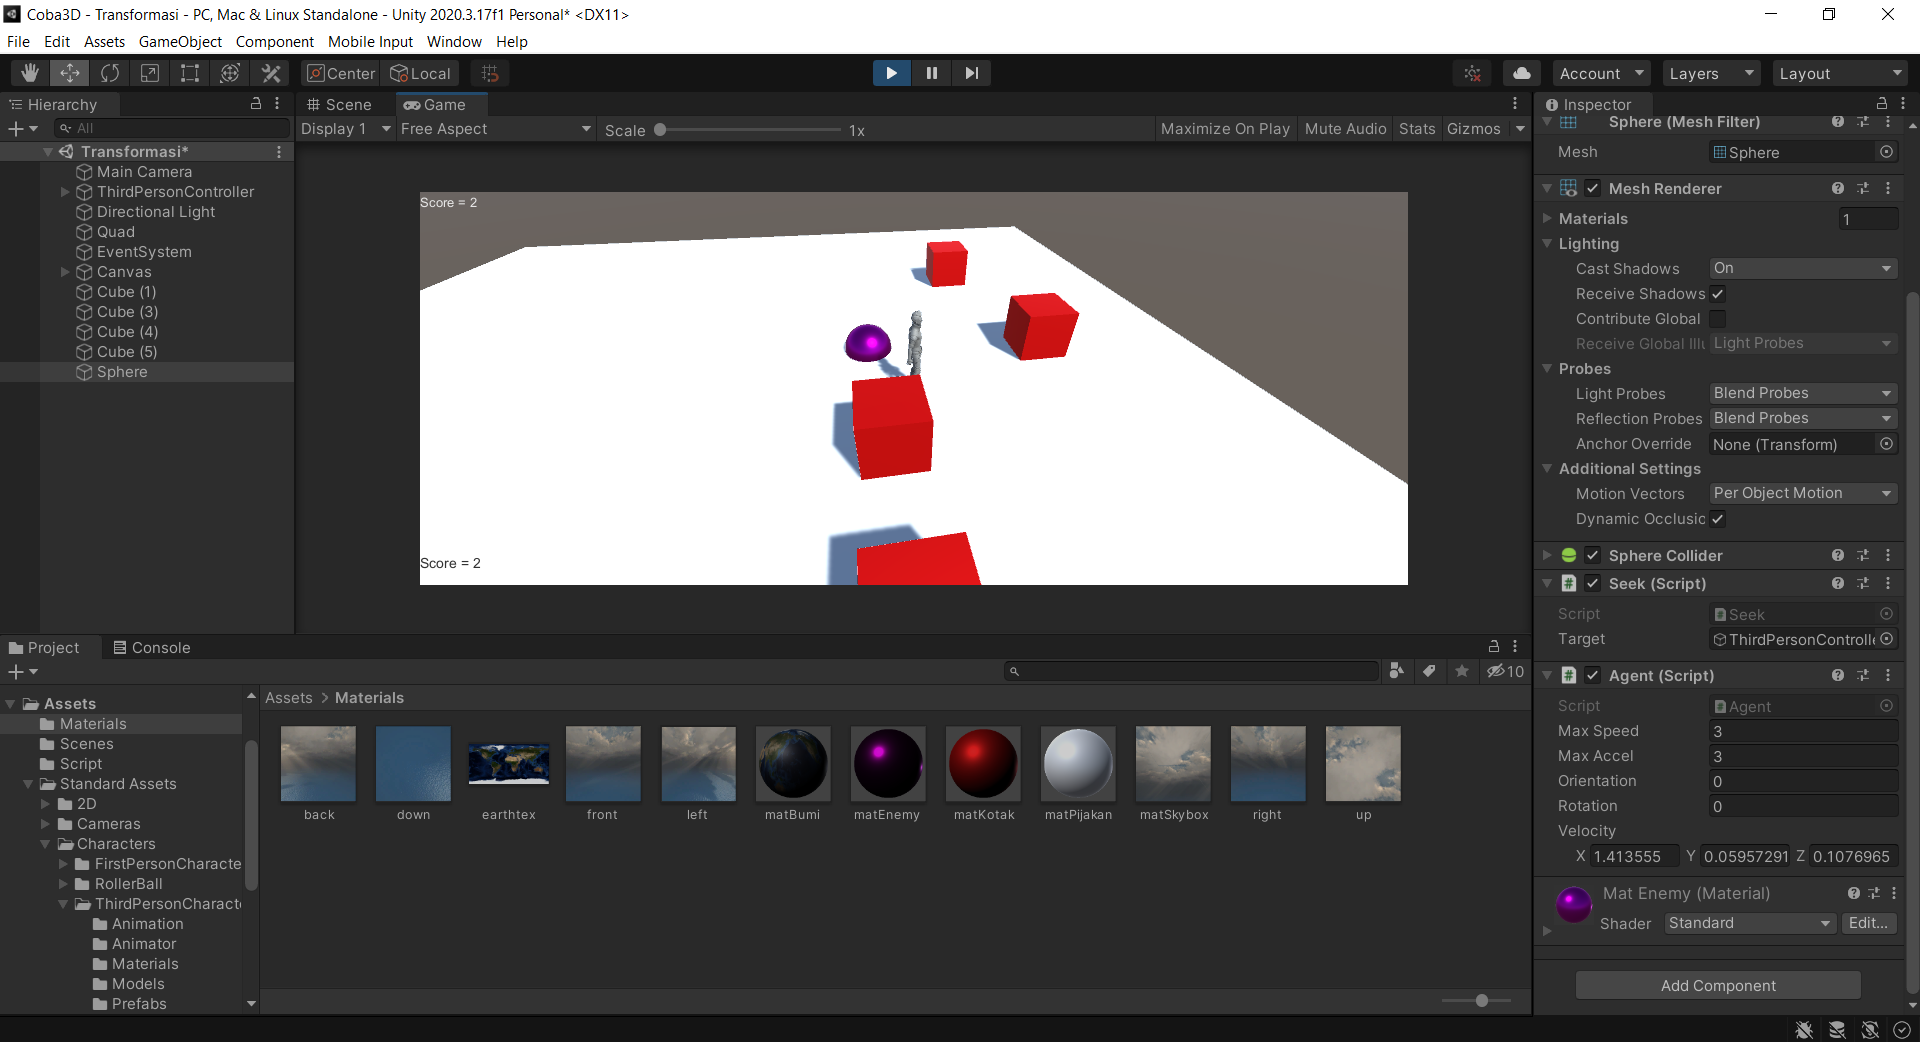 Coba3D - Transformasi - PC, Mac & Linux Standalone - Unity 2020.3.17f1 Personal* <DX11>
File Edit Assets GameObject Component Mobile Input Window Help
Center Local Account Layers Layout
Hierarchy
All
Transformasi*
Main Camera
ThirdPersonController
Directional Light
Quad
EventSystem
Canvas
Cube (1)
Cube (3)
Cube (4)
Cube (5)
Sphere
Scene Game
Display 1 Free Aspect Scale 1x Maximize On Play Mute Audio Stats Gizmos
Score = 2
Score = 2
Project Console
10
Assets
Materials
Scenes
Script
Standard Assets
2D
Cameras
Characters
FirstPersonCharacte
RollerBall
ThirdPersonCharact
Animation
Animator
Materials
Models
Prefabs
Assets > Materials
back down earthtex front left matBumi matEnemy matKotak matPijakan matSkybox right up
Inspector
Sphere (Mesh Filter)
Mesh Sphere
Mesh Renderer
Materials 1
Lighting
Cast Shadows On
Receive Shadows
Contribute Global
Receive Global Illu Light Probes
Probes
Light Probes Blend Probes
Reflection Probes Blend Probes
Anchor Override None (Transform)
Additional Settings
Motion Vectors Per Object Motion
Dynamic Occlusic
Sphere Collider
Seek (Script)
Script Seek
Target ThirdPersonControlle
Agent (Script)
Script Agent
Max Speed 3
Max Accel 3
Orientation 0
Rotation 0
Velocity
X 1.413555 Y 0.05957291 Z 0.1076965
Mat Enemy (Material)
Shader Standard Edit...
Add Component